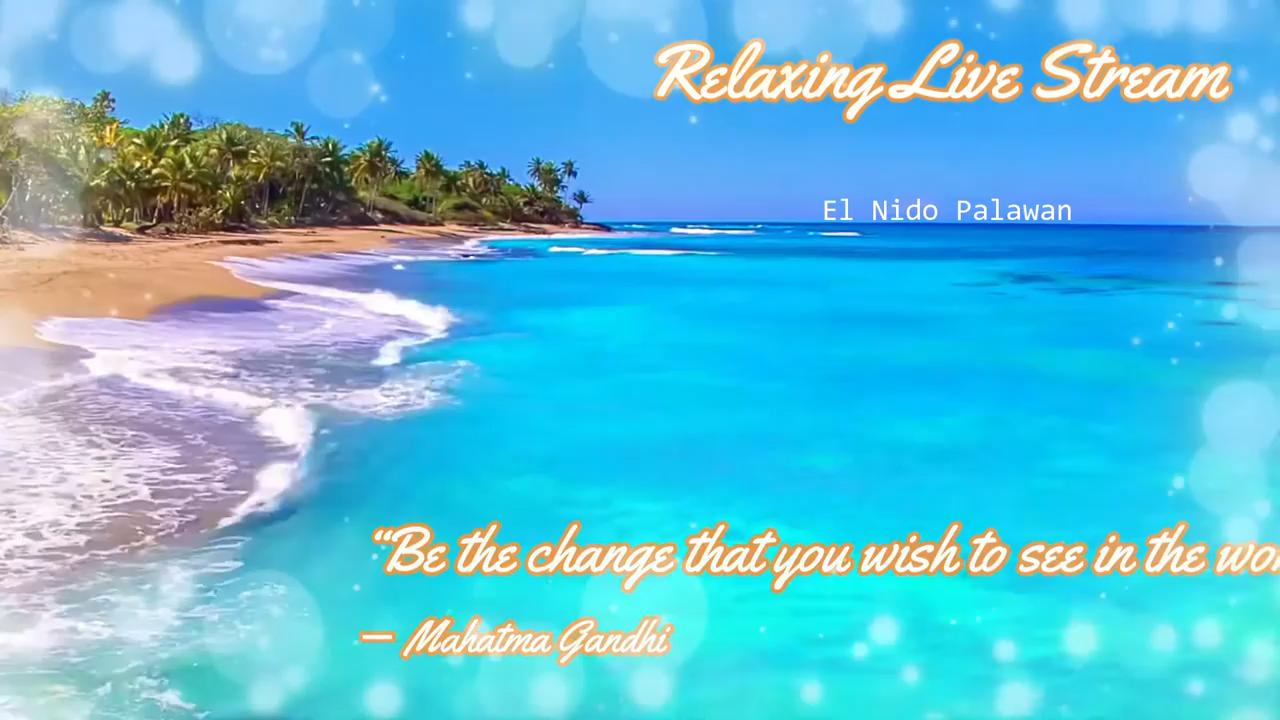 Relaxing Live Stream
El Nido Palawan
“Be the change that you wish to see in the
— Mahatma Gandhi